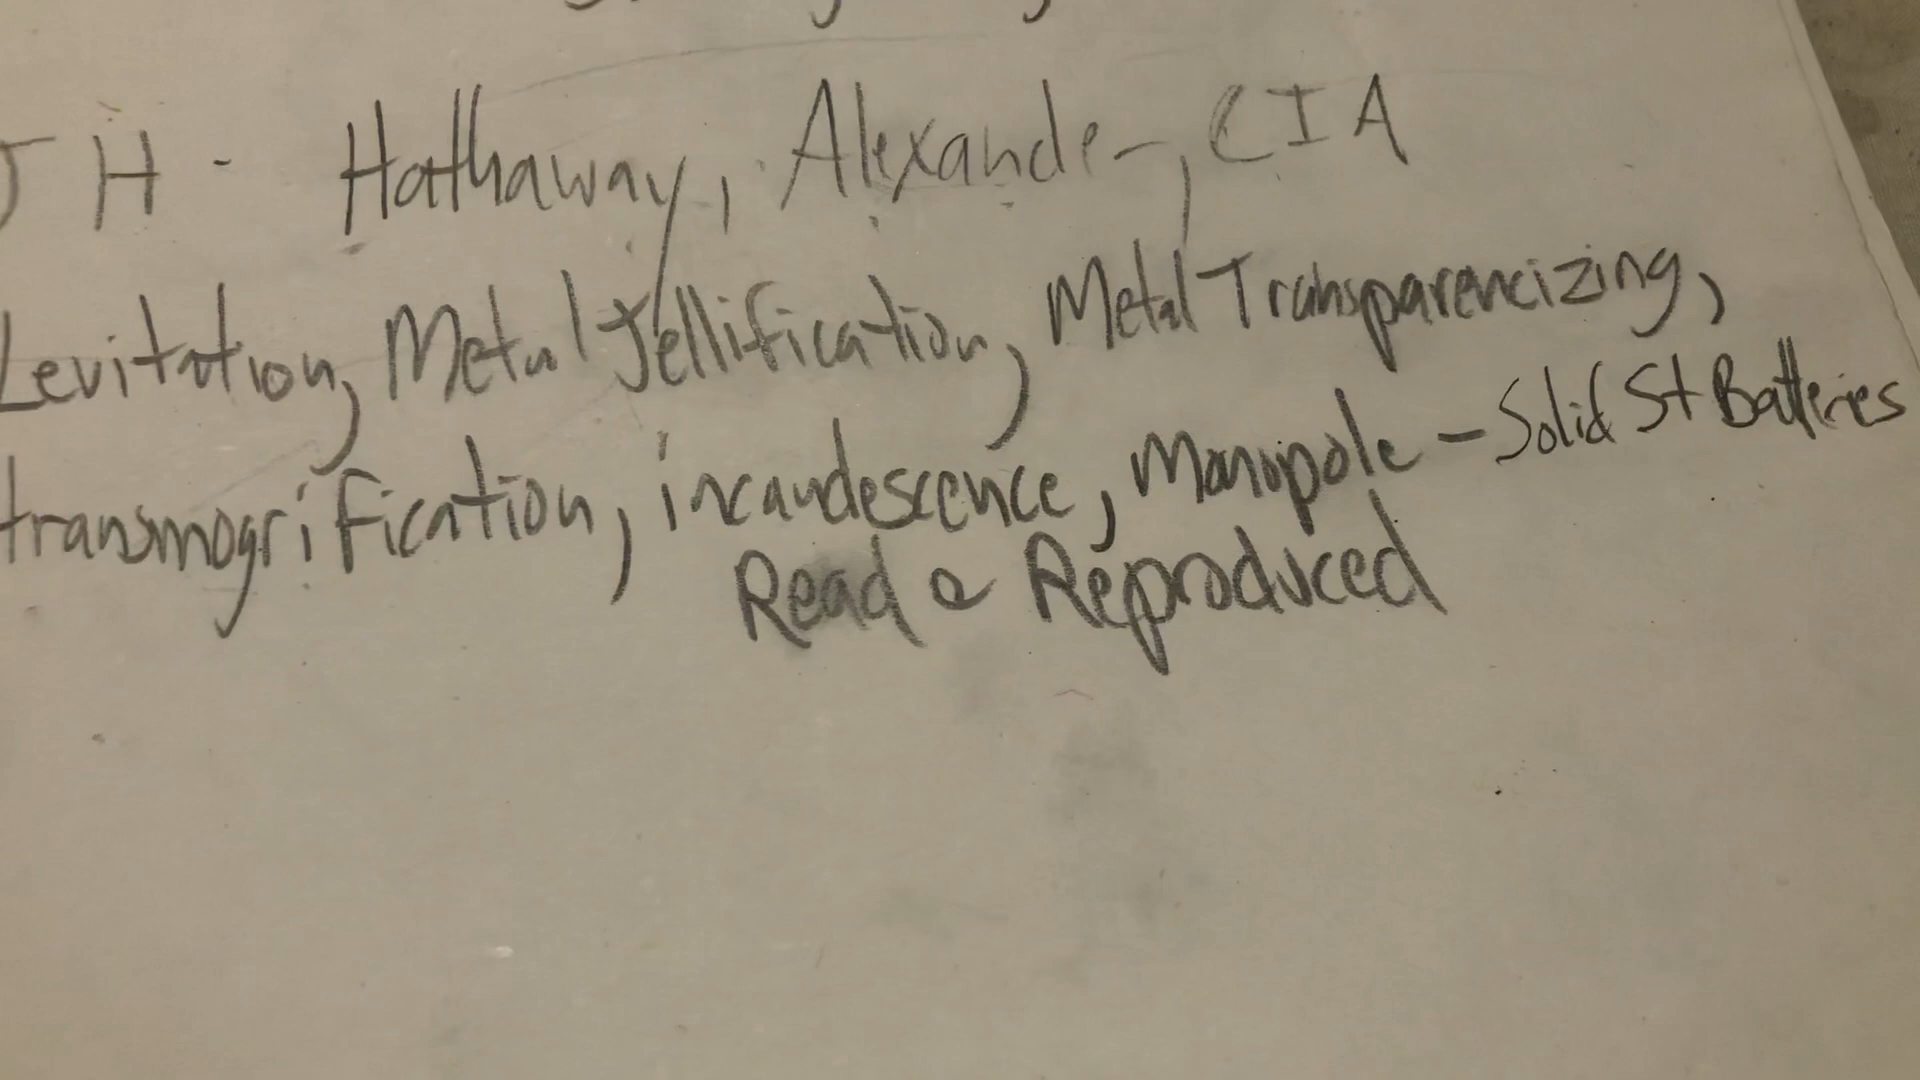 J H - Hathaway, Alexander, CIA
Levitation, Metal Jellification, Metal Transparencizing,
transmogrification, incandescence, Monopole - Solid St Batteries
Read & Reproduced